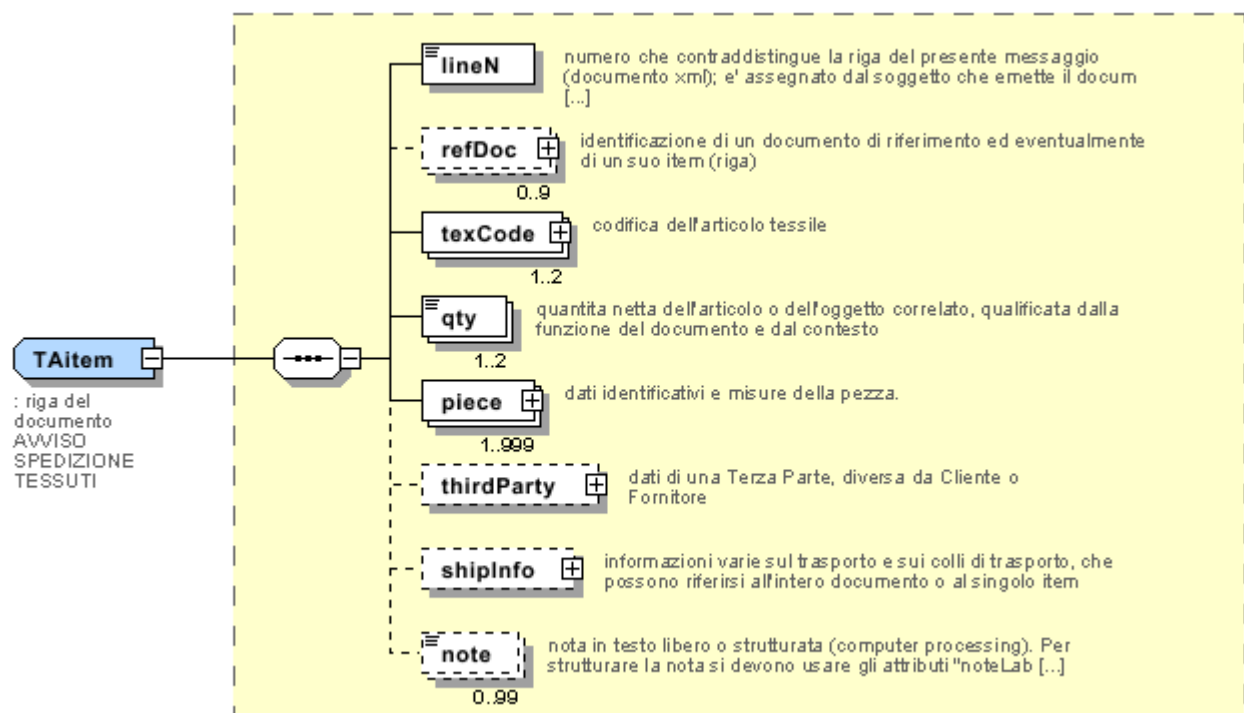 lineN
numero che contraddistingue la riga del presente messaggio
(documento xml); e' assegnato dal soggetto che emette il docum
[...]
refDoc
identificazione di un documento di riferimento ed eventualmente
di un suo item (riga)
0..9
texCode
codifica dell'articolo tessile
1..2
qty
quantita netta dell'articolo o dell'oggetto correlato, qualificata dalla
funzione del documento e dal contesto
1..2
TAitem
: riga del
documento
AVVISO
SPEDIZIONE
TESSUTI
piece
dati identificativi e misure della pezza.
1..999
thirdParty
dati di una Terza Parte, diversa da Cliente o
Fornitore
shipInfo
informazioni varie sul trasporto e sui colli di trasporto, che
possono riferirsi all'intero documento o al singolo item
note
nota in testo libero o strutturata (computer processing). Per
strutturare la nota si devono usare gli attributi "noteLab [...]
0..99